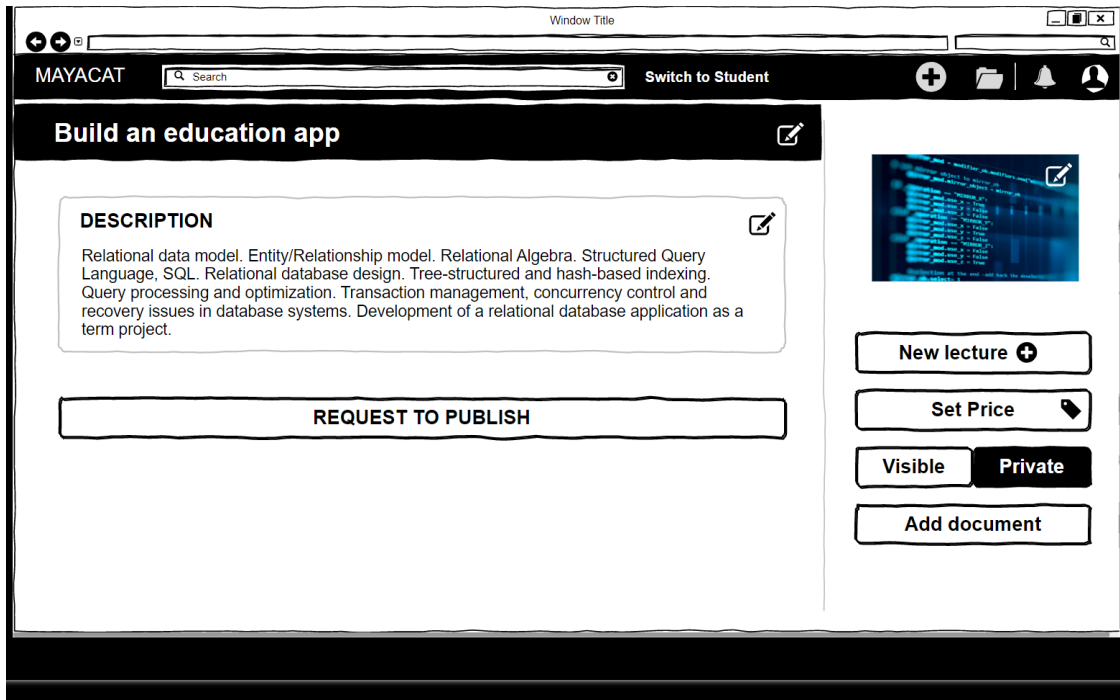 Window Title
MAYACAT
Search
Switch to Student
Build an education app
DESCRIPTION
Relational data model. Entity/Relationship model. Relational Algebra. Structured Query
Language, SQL. Relational database design. Tree-structured and hash-based indexing.
Query processing and optimization. Transaction management, concurrency control and
recovery issues in database systems. Development of a relational database application as a
term project.
REQUEST TO PUBLISH
New lecture
Set Price
Visible
Private
Add document